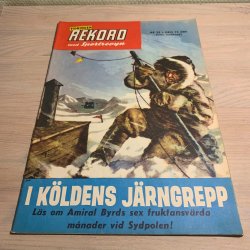 REKORD
med Sportrevyn
I KÖLDENS JÄRNGREPP
Läs om Amiral Byrds sex fruktansvärda
månader vid Sydpolen!